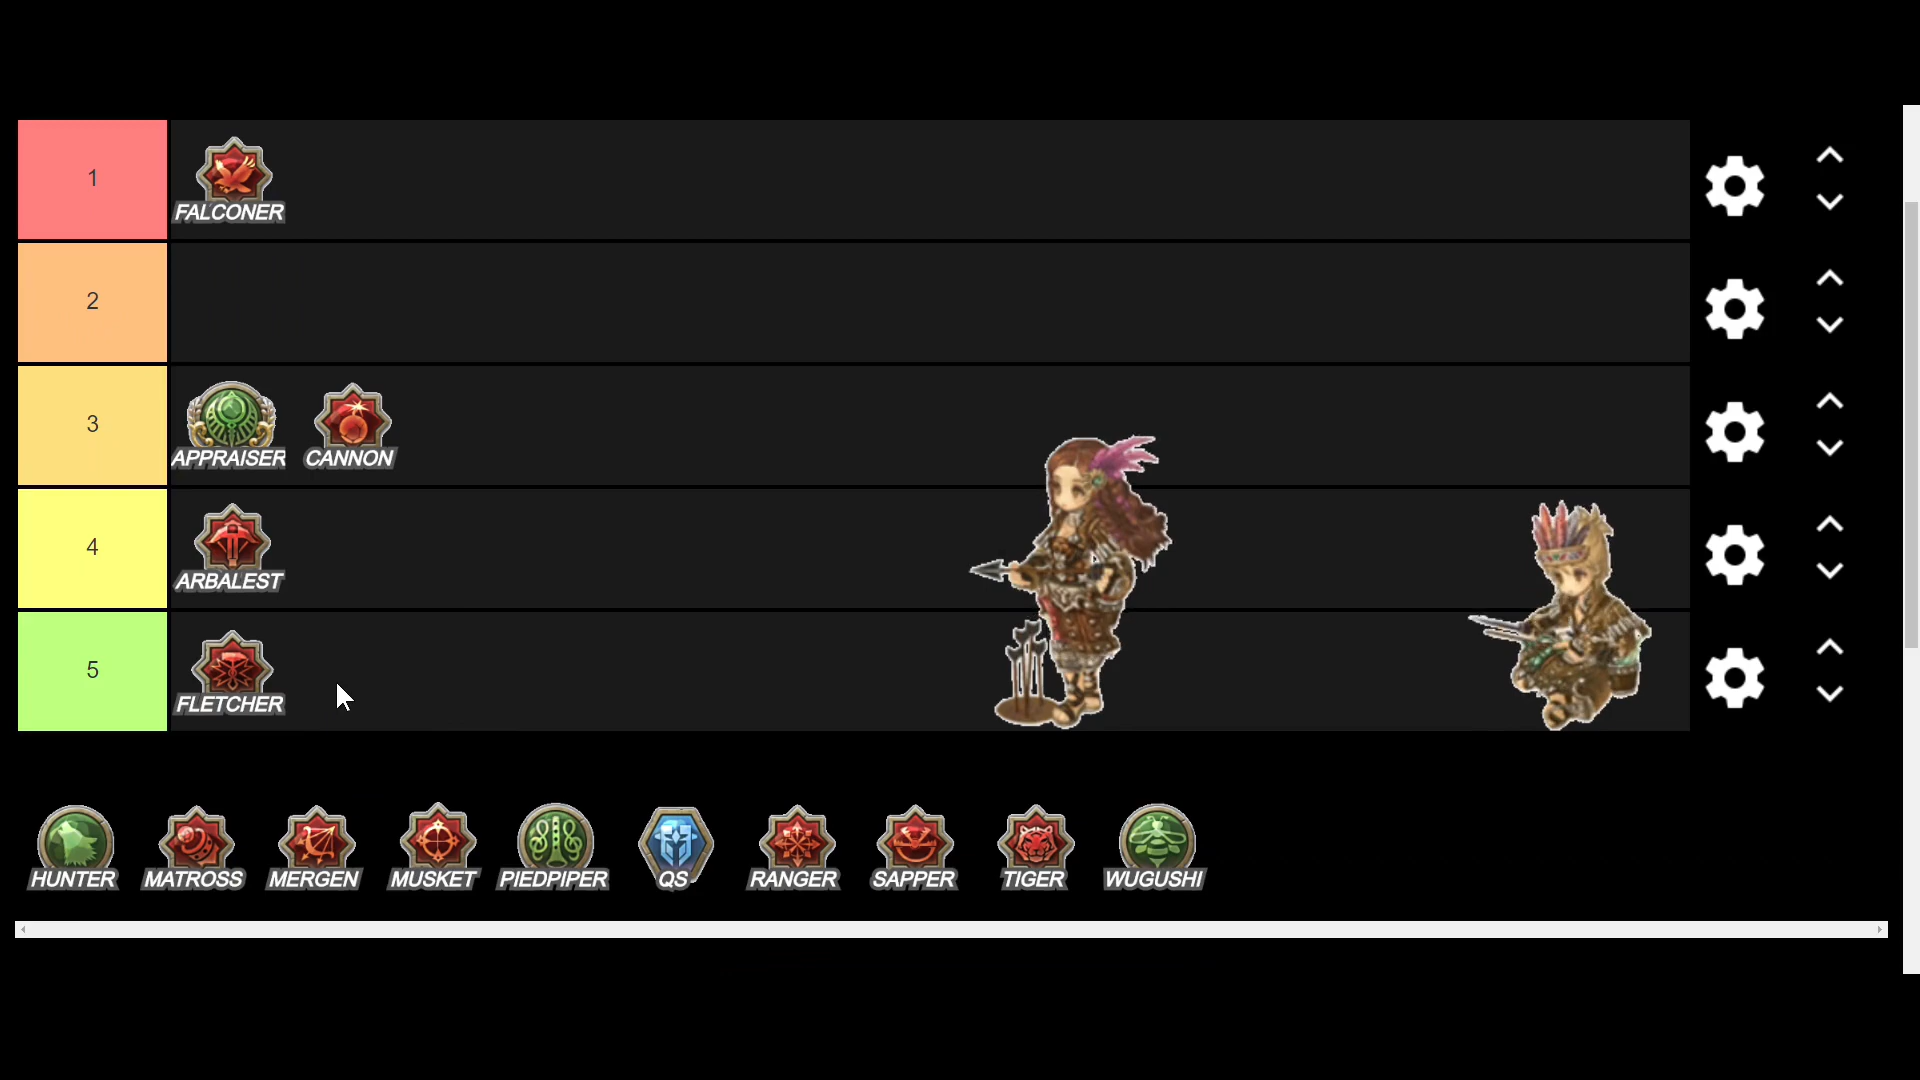 1
FALCONER
2
3
APPRAISER CANNON
4
ARBALEST
5
FLETCHER
HUNTER MATROSS MERGEN MUSKET PIEDPIPER QS RANGER SAPPER TIGER WUGUSHI